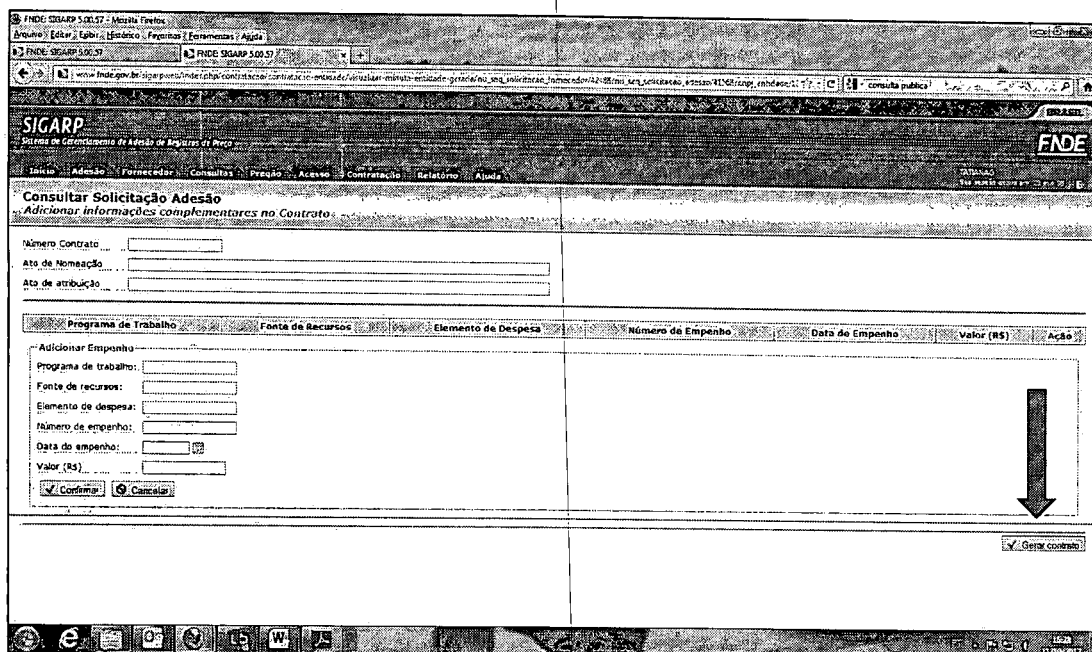 FNDE: SIGARP 5.00.57 - Mozilla Firefox
Arquivo Editar Exibir Histórico Favoritos Ferramentas Ajuda
FNDE: SIGARP 5.00.57 FNDE: SIGARP 5.00.57
consulta publica
BRASIL
SIGARP
Sistema de Gerenciamento de Adesão de Registros de Preço
FNDE
Início Adesão Fornecedor Consultas Pregão Acesso Contratação Relatório Ajuda
Consultar Solicitação Adesão
Adicionar informações complementares no Contrato
Número Contrato
Ato de Nomeação
Ato de atribuição
Programa de Trabalho Fonte de Recursos Elemento de Despesa Número de Empenho Data do Empenho Valor (R$) Ação
Adicionar Empenho
Programa de trabalho:
Fonte de recursos:
Elemento de despesa:
Número de empenho:
Data do empenho:
Valor (R$)
Confirmar Cancelar
Gerar contrato